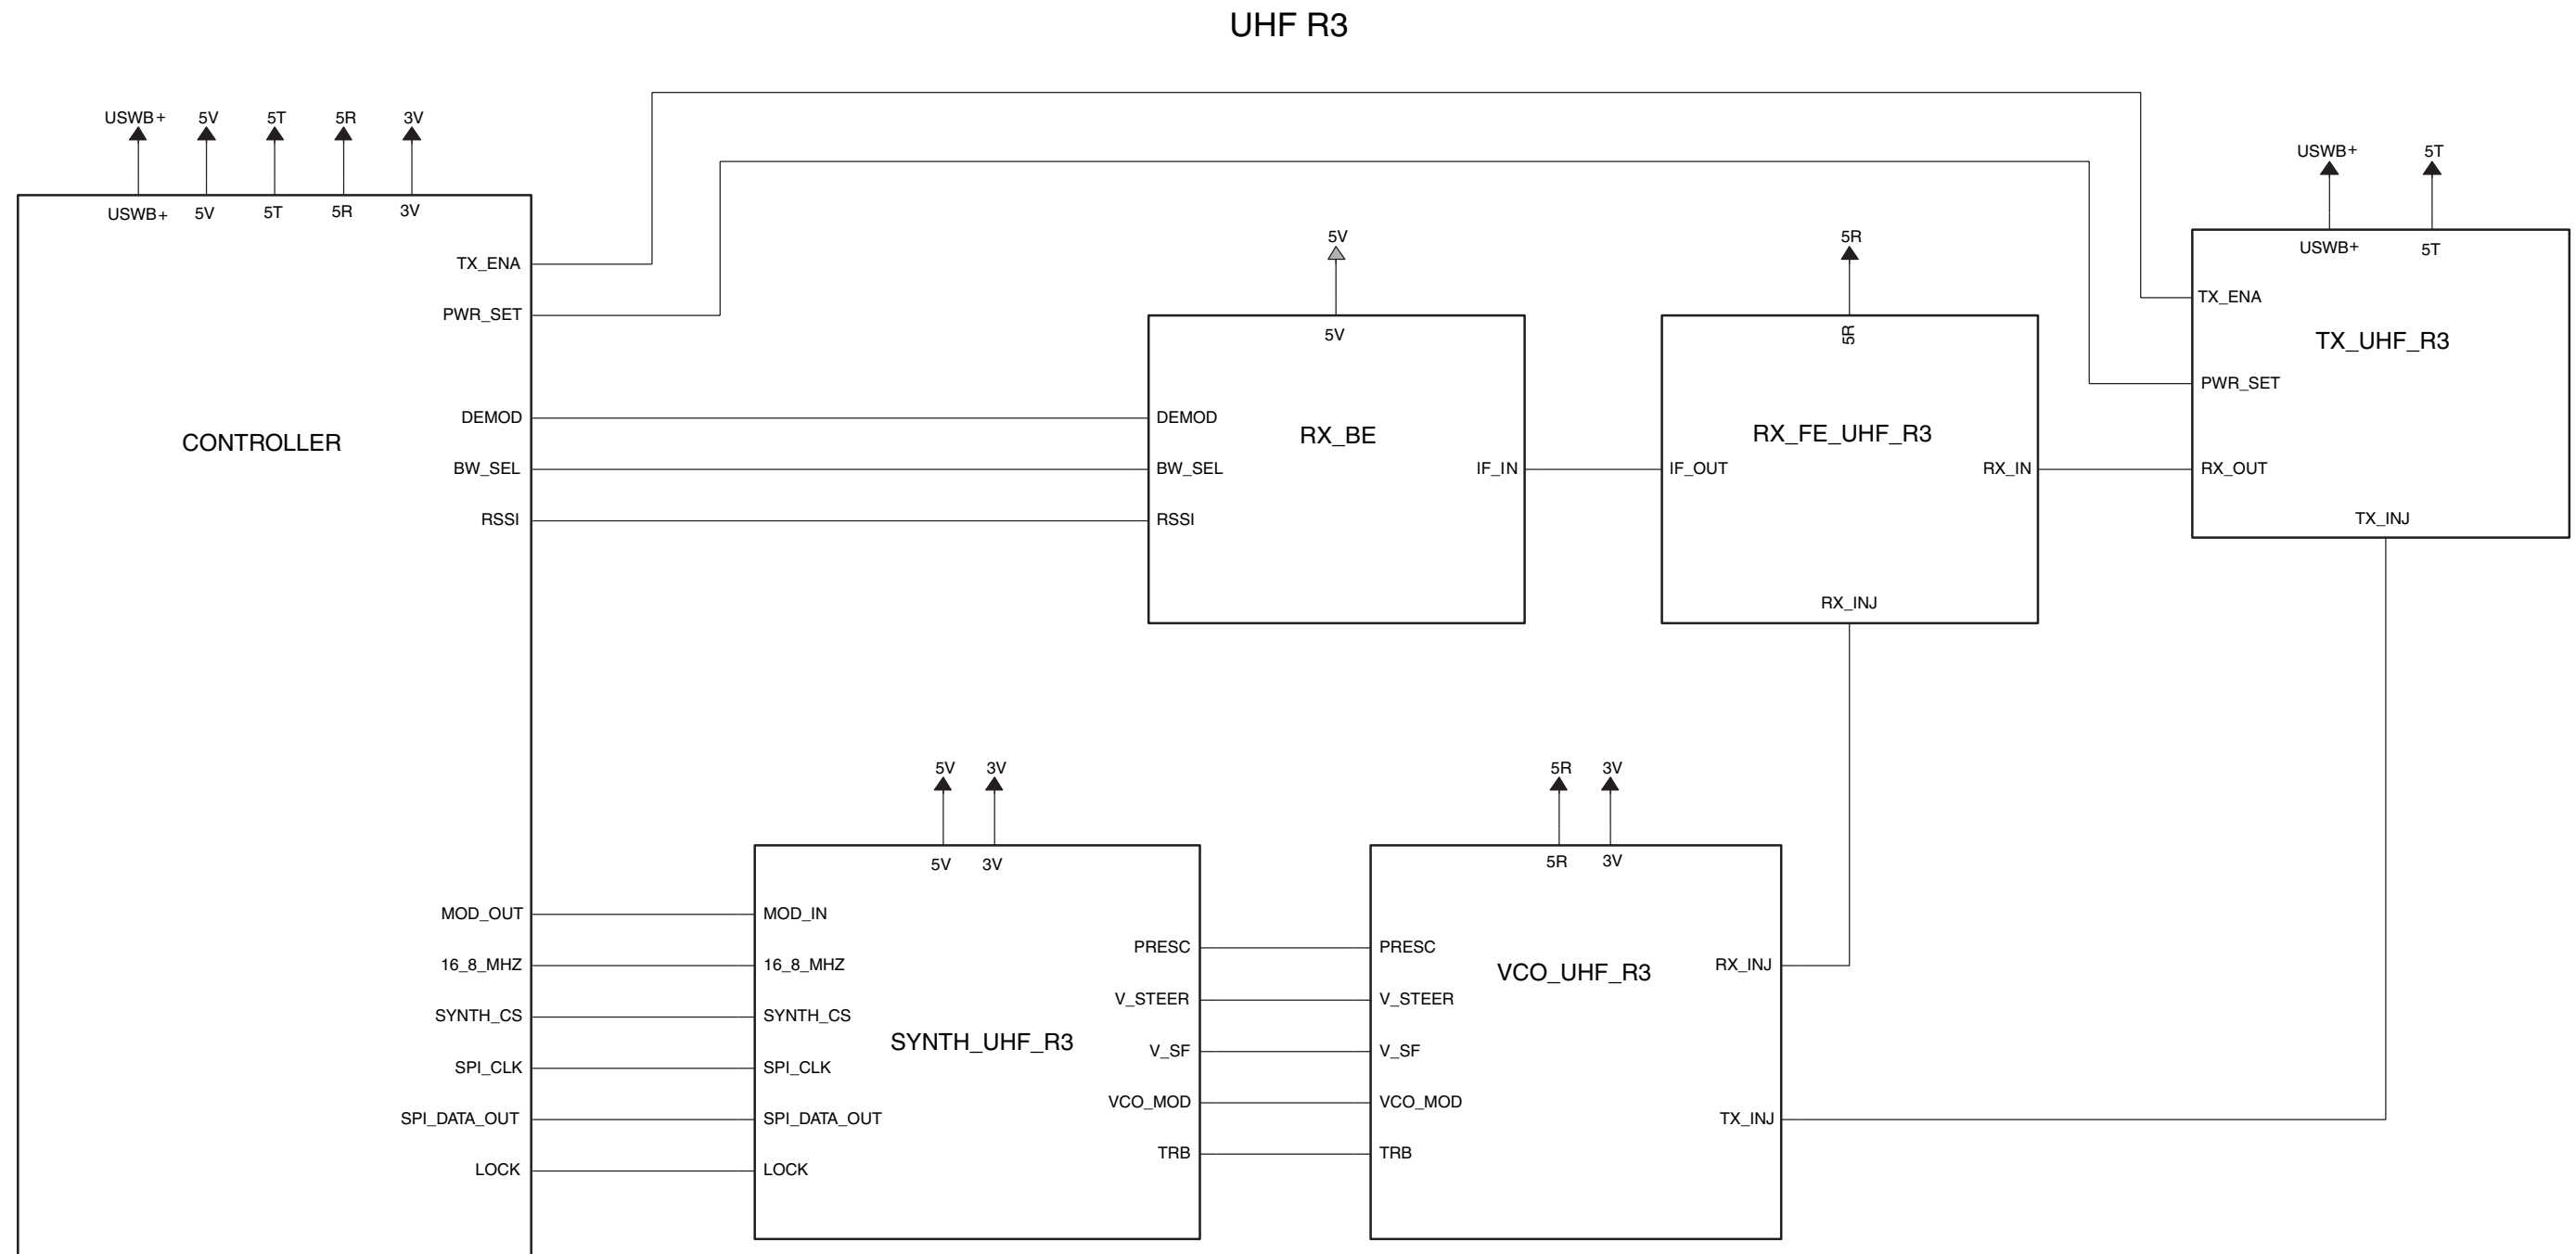 UHF R3
USWB+ 5V 5T 5R 3V
USWB+ 5V 5T 5R 3V
TX_ENA
PWR_SET
DEMOD
CONTROLLER
BW_SEL
RSSI
MOD_OUT
16_8_MHZ
SYNTH_CS
SPI_CLK
SPI_DATA_OUT
LOCK
5V
5V
DEMOD
RX_BE
BW_SEL
IF_IN
RSSI
5R
5R
RX_FE_UHF_R3
IF_OUT
RX_IN
RX_INJ
USWB+ 5T
USWB+ 5T
TX_ENA
TX_UHF_R3
PWR_SET
RX_OUT
TX_INJ
5V 3V
5V 3V
MOD_IN
16_8_MHZ
SYNTH_CS
SYNTH_UHF_R3
SPI_CLK
SPI_DATA_OUT
LOCK
PRESC
V_STEER
V_SF
VCO_MOD
TRB
5R 3V
5R 3V
PRESC
VCO_UHF_R3
V_STEER
V_SF
VCO_MOD
TRB
RX_INJ
TX_INJ